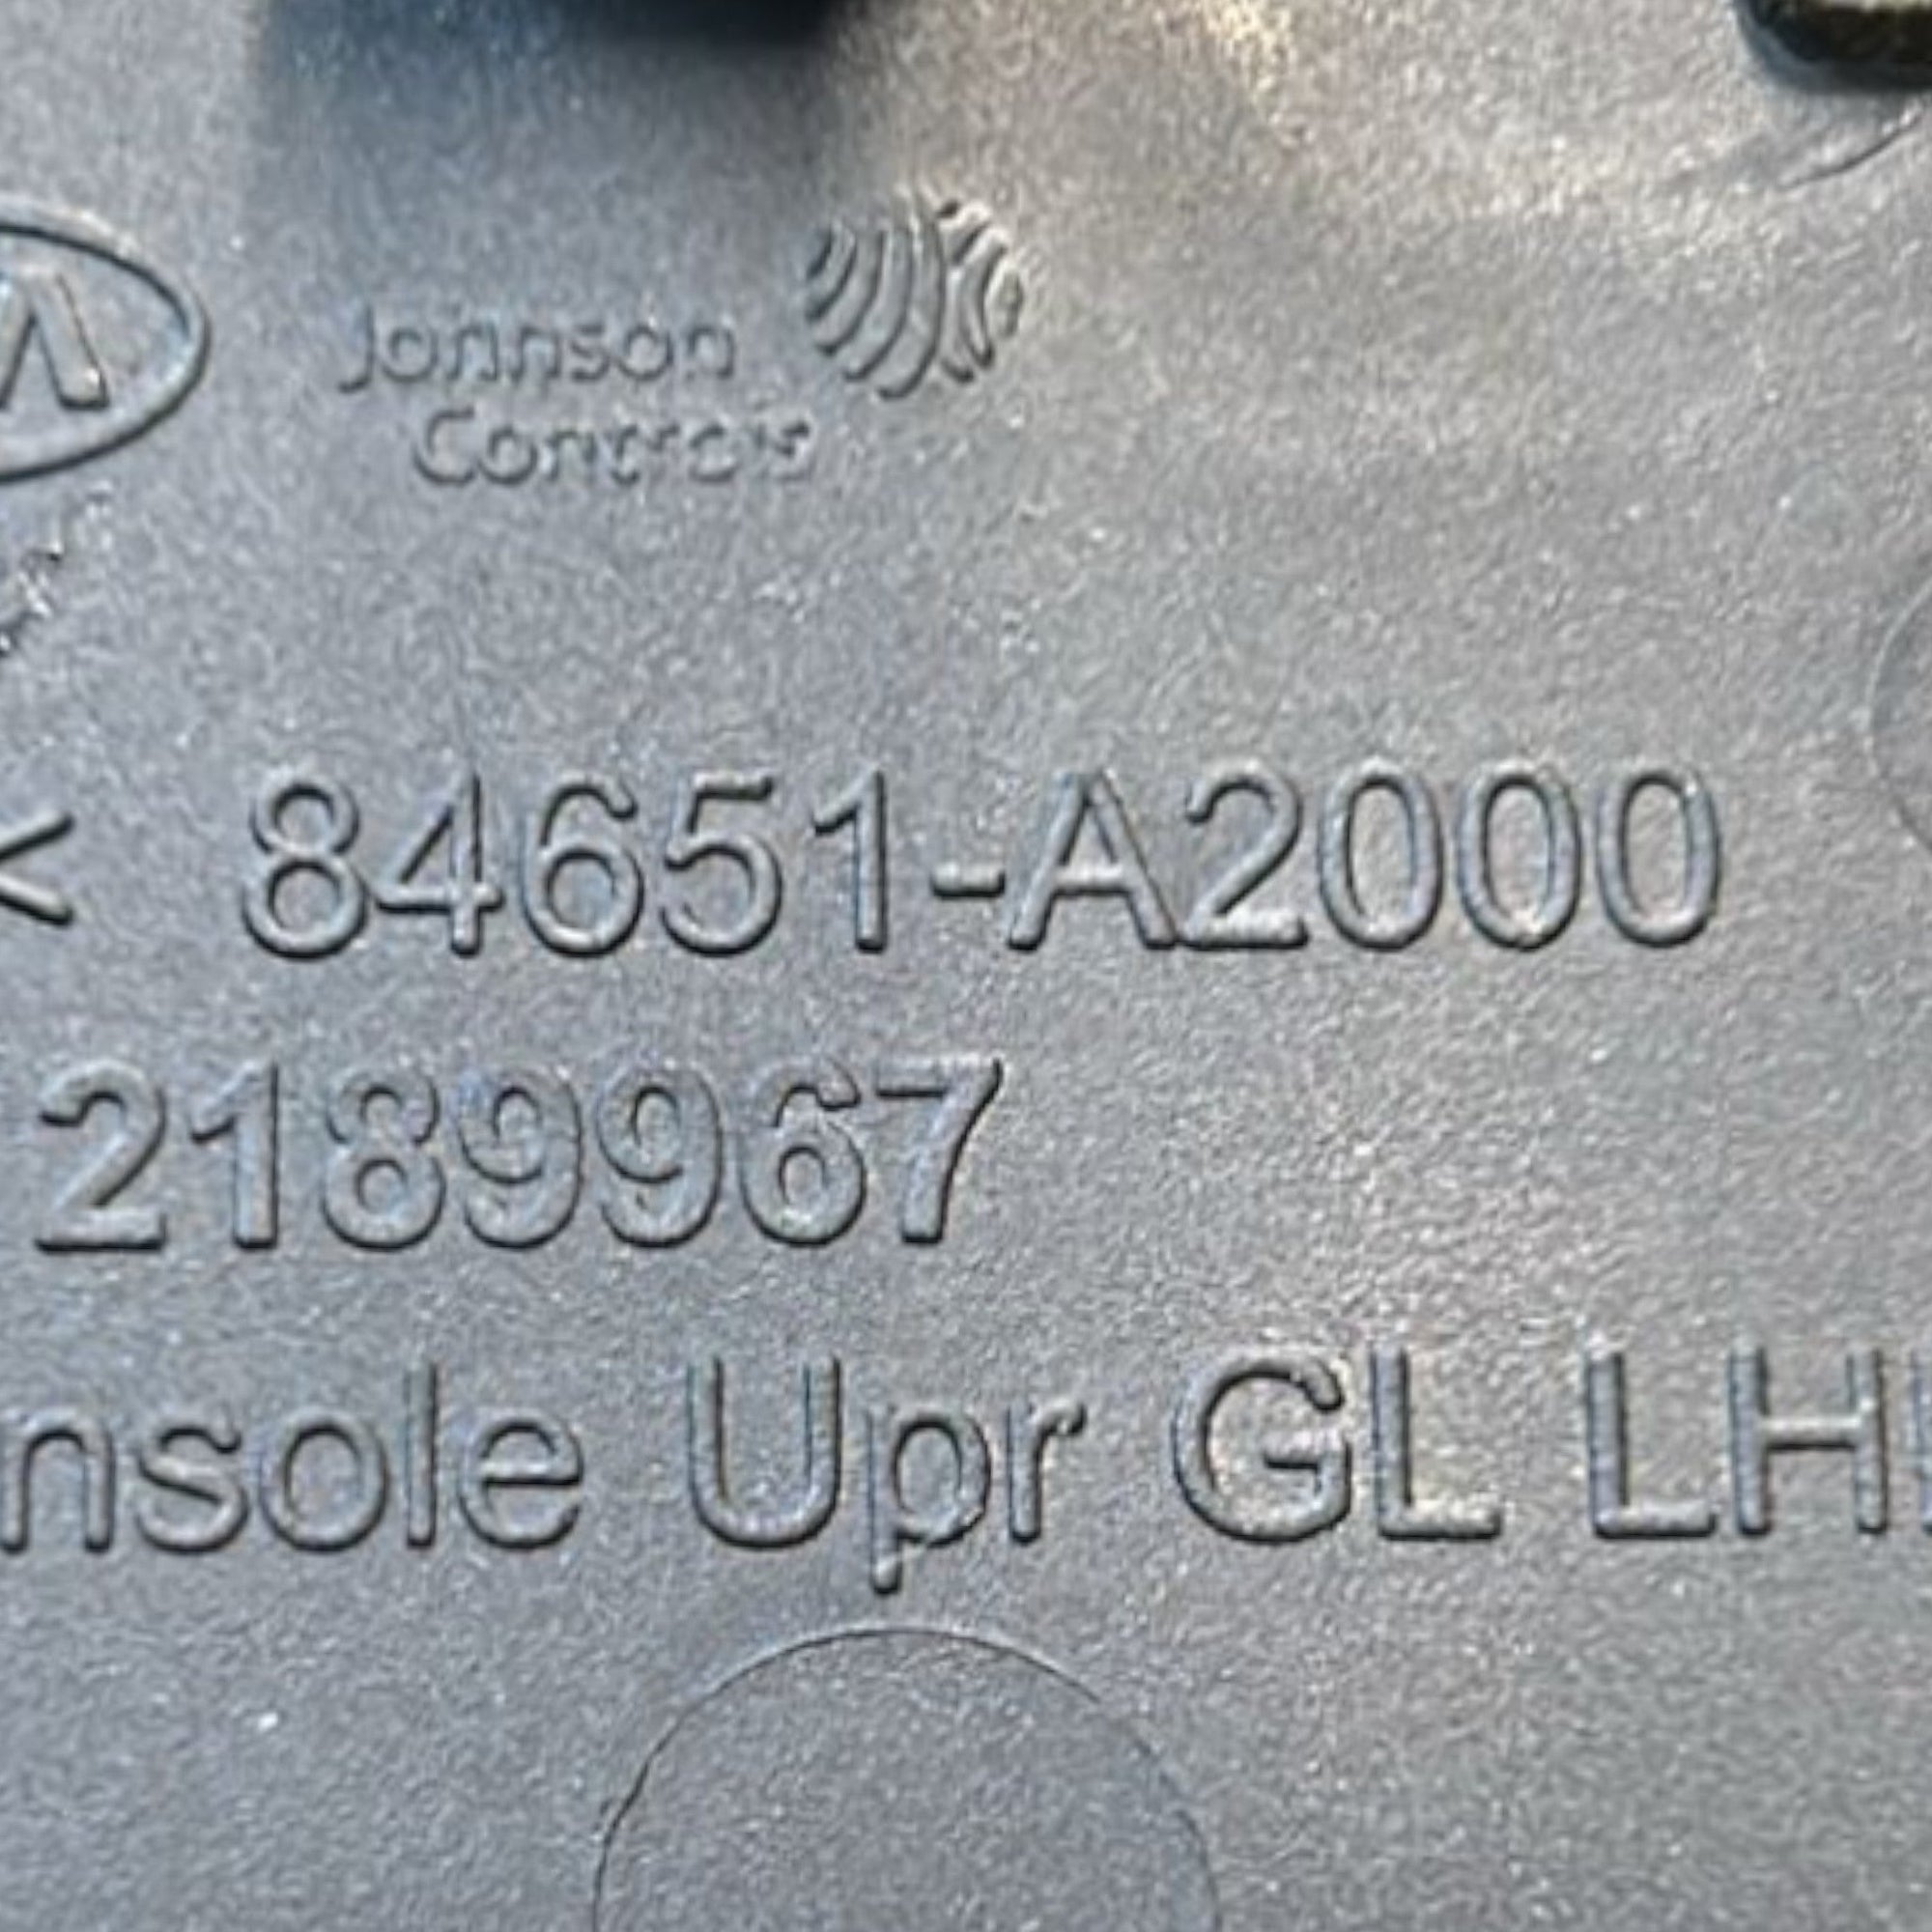 Johnson
Controls
< 84651-A2000
2189967
nsole Upr GL LH